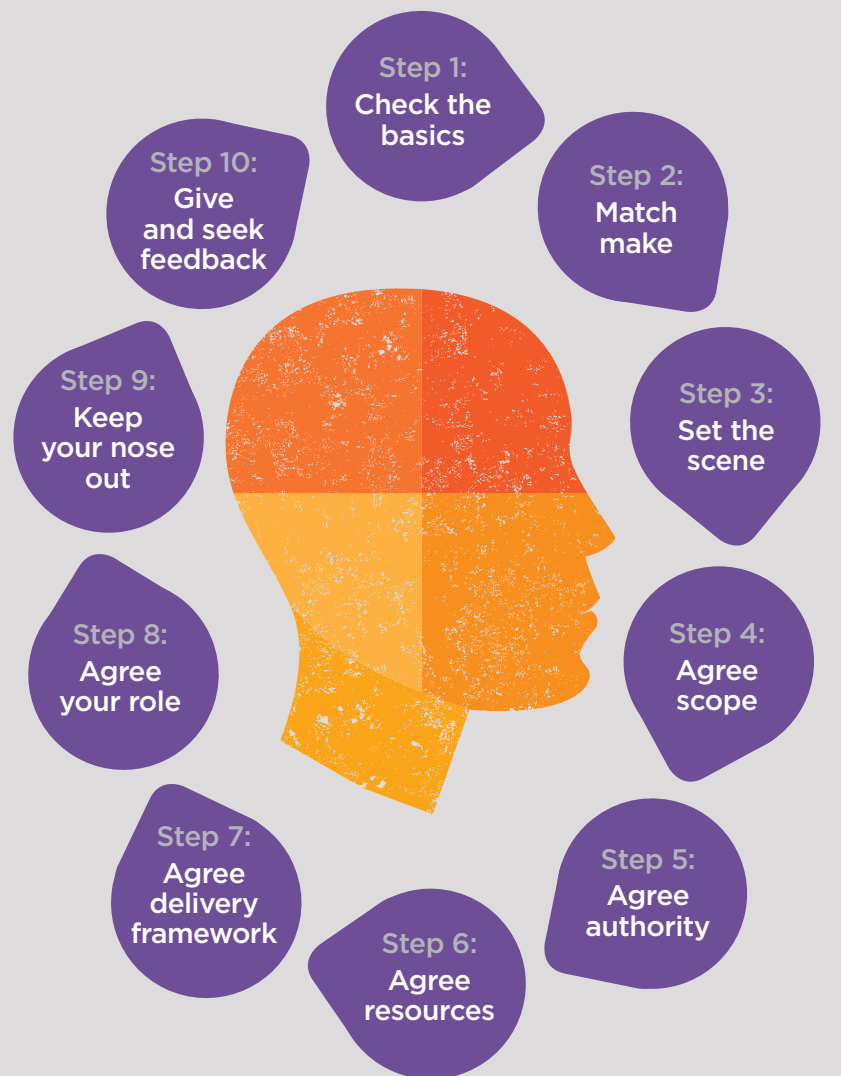 Step 1:
Check the
basics
Step 2:
Match
make
Step 3:
Set the
scene
Step 4:
Agree
scope
Step 5:
Agree
authority
Step 6:
Agree
resources
Step 7:
Agree
delivery
framework
Step 8:
Agree
your role
Step 9:
Keep
your nose
out
Step 10:
Give
and seek
feedback